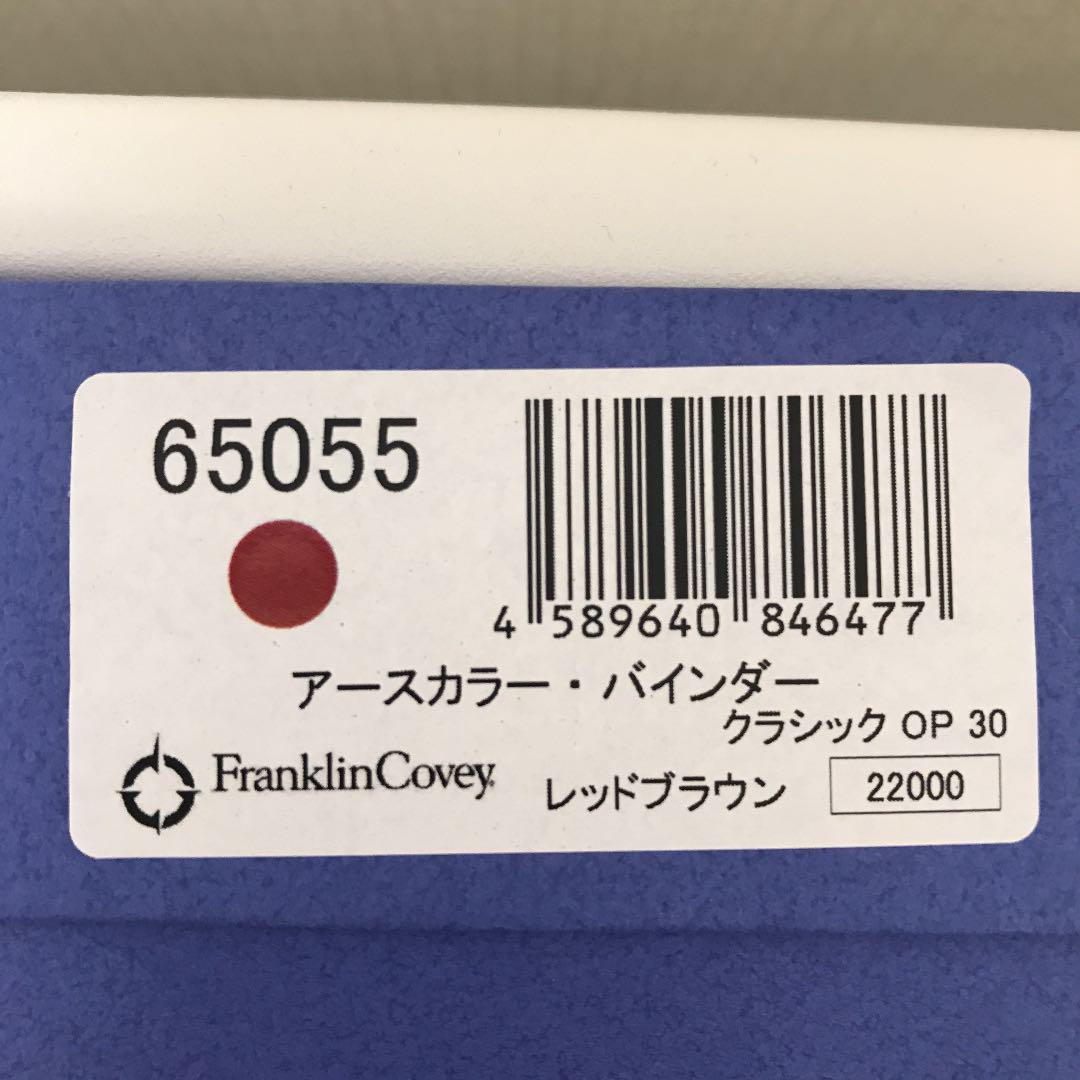 65055
4 589640 846477
アースカラー・バインダー
クラシック OP 30
FranklinCovey
レッドブラウン
22000